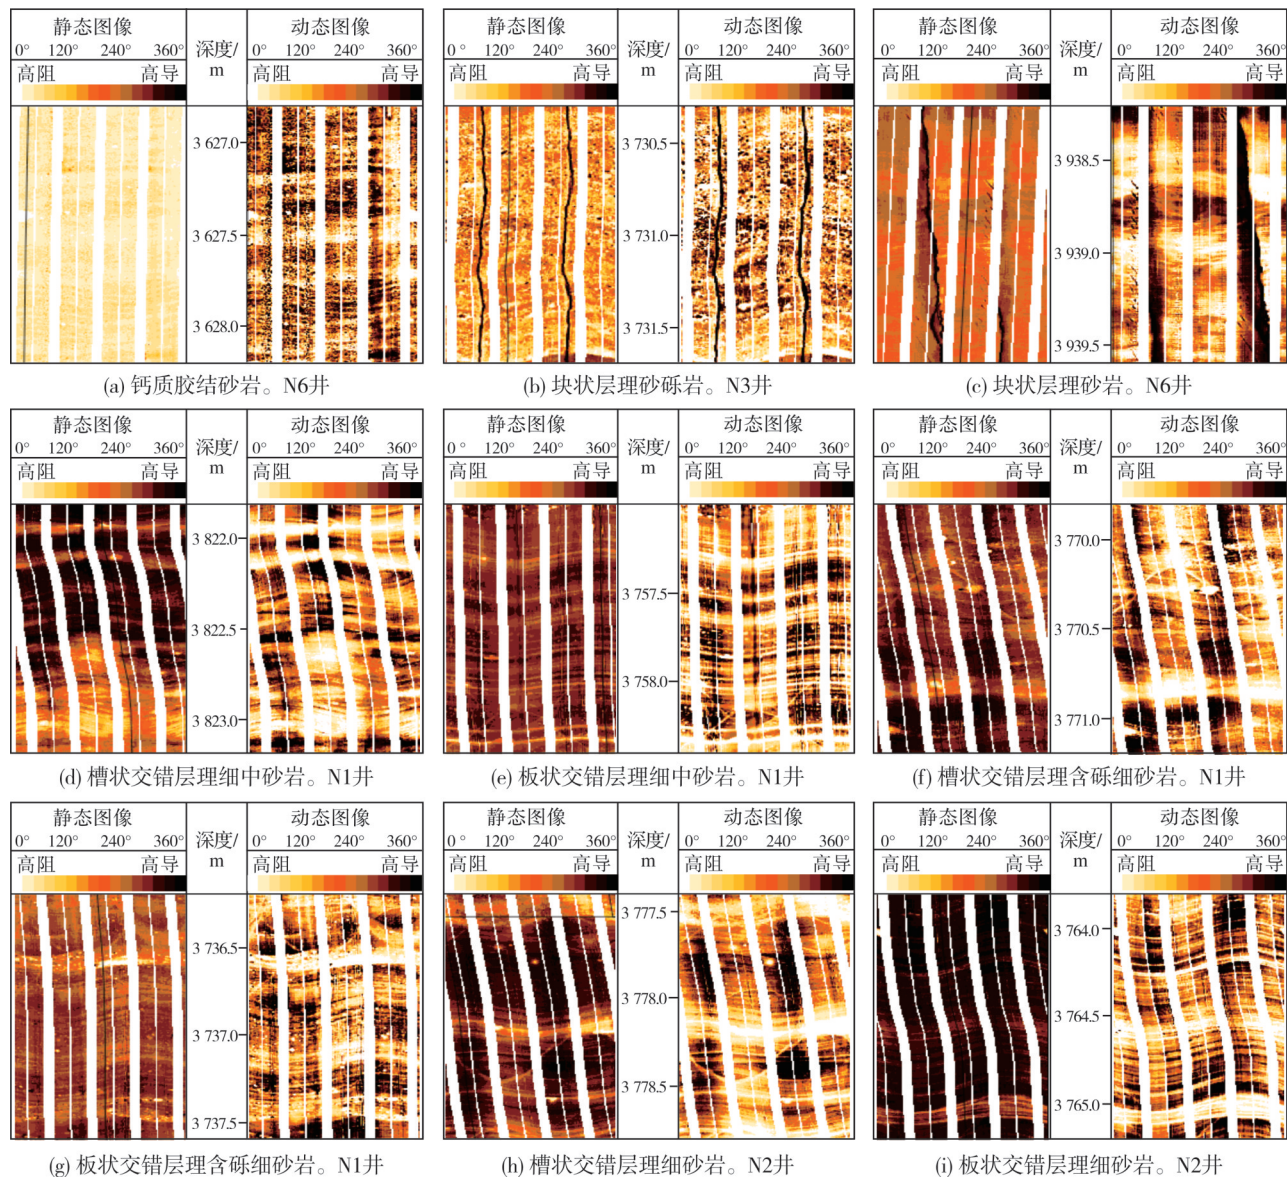 静态图像 深度/m 动态图像
0° 120° 240° 360° 0° 120° 240° 360°
高阻 高导 高阻 高导
3 627.0
3 627.5
3 628.0
(a) 钙质胶结砂岩。N6井
静态图像 深度/m 动态图像
0° 120° 240° 360° 0° 120° 240° 360°
高阻 高导 高阻 高导
3 730.5
3 731.0
3 731.5
(b) 块状层理砂砾岩。N3井
静态图像 深度/m 动态图像
0° 120° 240° 360° 0° 120° 240° 360°
高阻 高导 高阻 高导
3 938.5
3 939.0
3 939.5
(c) 块状层理砂岩。N6井
静态图像 深度/m 动态图像
0° 120° 240° 360° 0° 120° 240° 360°
高阻 高导 高阻 高导
3 822.0
3 822.5
3 823.0
(d) 槽状交错层理细中砂岩。N1井
静态图像 深度/m 动态图像
0° 120° 240° 360° 0° 120° 240° 360°
高阻 高导 高阻 高导
3 757.5
3 758.0
(e) 板状交错层理细中砂岩。N1井
静态图像 深度/m 动态图像
0° 120° 240° 360° 0° 120° 240° 360°
高阻 高导 高阻 高导
3 770.0
3 770.5
3 771.0
(f) 槽状交错层理含砾细砂岩。N1井
静态图像 深度/m 动态图像
0° 120° 240° 360° 0° 120° 240° 360°
高阻 高导 高阻 高导
3 736.5
3 737.0
3 737.5
(g) 板状交错层理含砾细砂岩。N1井
静态图像 深度/m 动态图像
0° 120° 240° 360° 0° 120° 240° 360°
高阻 高导 高阻 高导
3 777.5
3 778.0
3 778.5
(h) 槽状交错层理细砂岩。N2井
静态图像 深度/m 动态图像
0° 120° 240° 360° 0° 120° 240° 360°
高阻 高导 高阻 高导
3 764.0
3 764.5
3 765.0
(i) 板状交错层理细砂岩。N2井